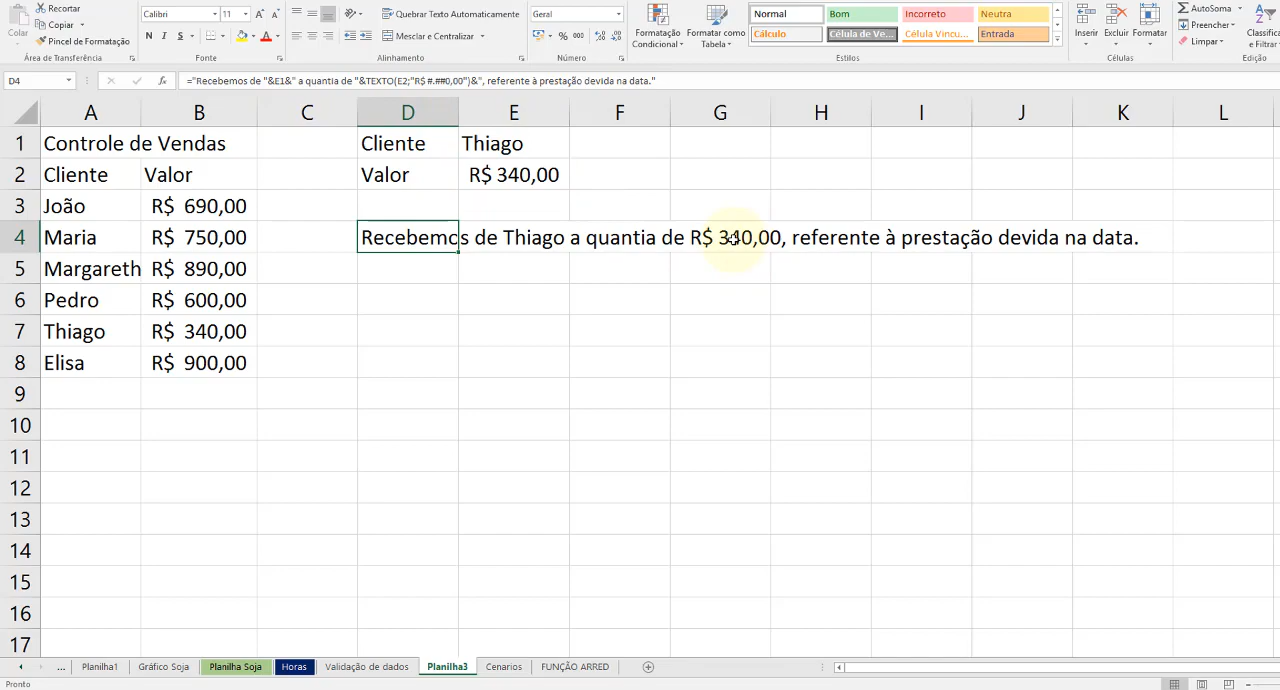 Recortar
Copiar
Colar
Pincel de Formatação
Área de Transferência
Calibri 11
N I S
Fonte
Quebrar Texto Automaticamente
Mesclar e Centralizar
Alinhamento
Geral
% 000
Número
Formatação Condicional
Formatar como Tabela
Normal Bom Incorreto Neutra
Cálculo Célula de Ve... Célula Vincu... Entrada
Estilos
Inserir Excluir Formatar
Células
AutoSoma
Preencher
Limpar
Classifica e Filtrar
Edição
D4 fx ="Recebemos de "&E1&" a quantia de "&TEXTO(E2;"R$ #.##0,00")&", referente à prestação devida na data."
A B C D E F G H I J K L
1 Controle de Vendas Cliente Thiago
2 Cliente Valor Valor R$ 340,00
3 João R$ 690,00
4 Maria R$ 750,00 Recebemos de Thiago a quantia de R$ 340,00, referente à prestação devida na data.
5 Margareth R$ 890,00
6 Pedro R$ 600,00
7 Thiago R$ 340,00
8 Elisa R$ 900,00
9
10
11
12
13
14
15
16
17
... Planilha1 Gráfico Soja Planilha Soja Horas Validação de dados Planilha3 Cenarios FUNÇÃO ARRED
Pronto